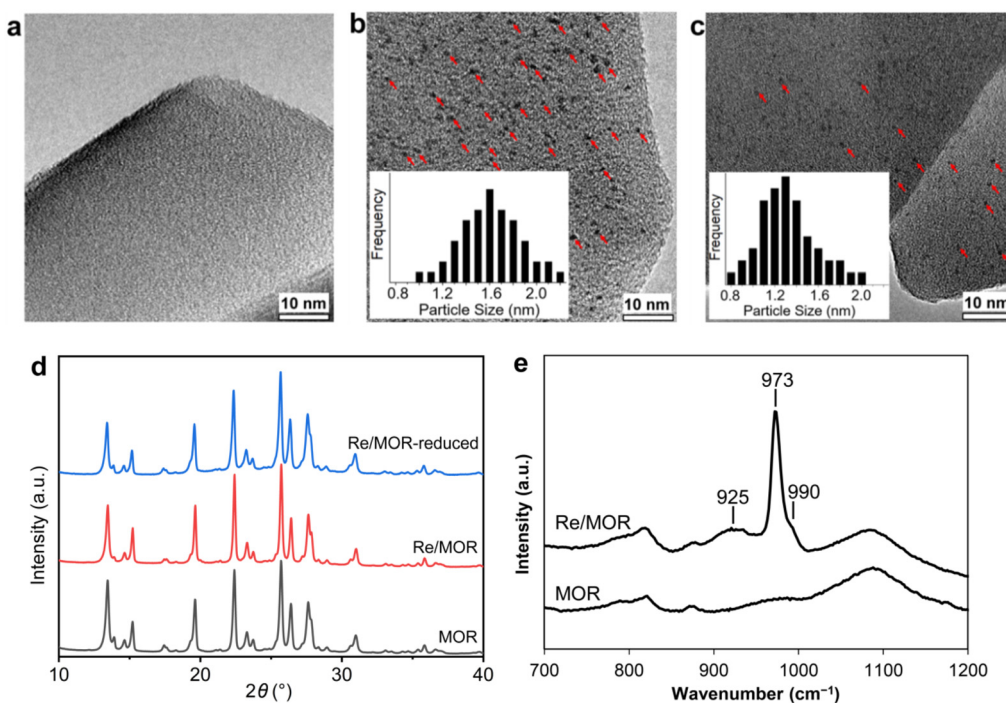 a
10 nm
b
Frequency
0.8 1.2 1.6 2.0
Particle Size (nm)
10 nm
c
Frequency
0.8 1.2 1.6 2.0
Particle Size (nm)
10 nm
d
Intensity (a.u.)
Re/MOR-reduced
Re/MOR
MOR
10 20 30 40
2θ (°)
e
Intensity (a.u.)
973
925
990
Re/MOR
MOR
700 800 900 1000 1100 1200
Wavenumber (cm⁻¹)